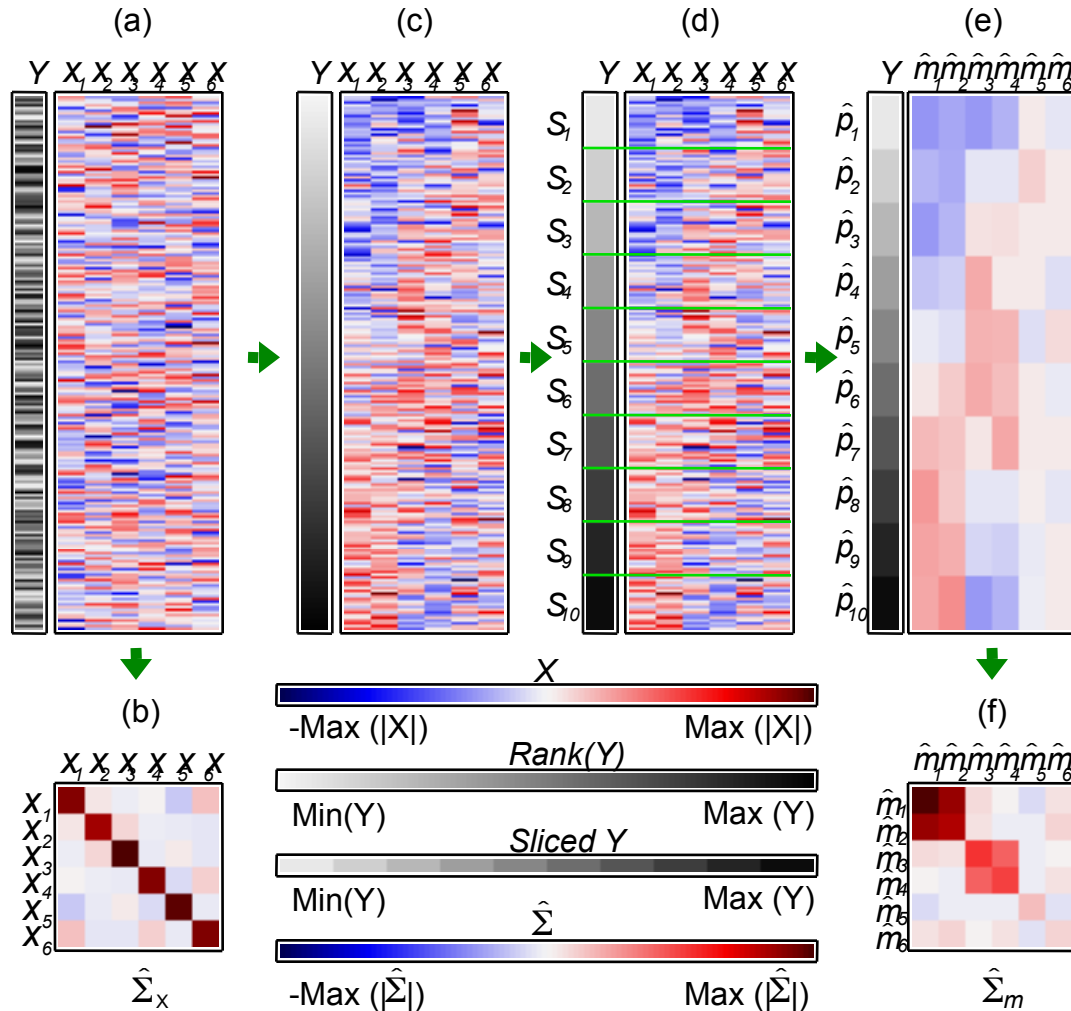 (a) (c) (d) (e)
Y X1 X2 X3 X4 X5 X6
Y X1 X2 X3 X4 X5 X6
Y X1 X2 X3 X4 X5 X6
Y m̂1 m̂2 m̂3 m̂4 m̂5 m̂6
S1
S2
S3
S4
S5
S6
S7
S8
S9
S10
p̂1
p̂2
p̂3
p̂4
p̂5
p̂6
p̂7
p̂8
p̂9
p̂10
(b)
X1 X2 X3 X4 X5 X6
X1
X2
X3
X4
X5
X6
Σ̂X
X
-Max (|X|) Max (|X|)
Rank(Y)
Min(Y) Max (Y)
Sliced Y
Min(Y) Max (Y)
Σ̂
-Max (|Σ̂|) Max (|Σ̂|)
(f)
m̂1 m̂2 m̂3 m̂4 m̂5 m̂6
m̂1
m̂2
m̂3
m̂4
m̂5
m̂6
Σ̂m